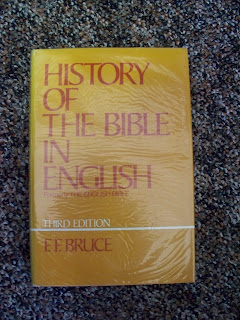 HISTORY
OF
THE BIBLE
IN
ENGLISH
THIRD EDITION
F. F. BRUCE